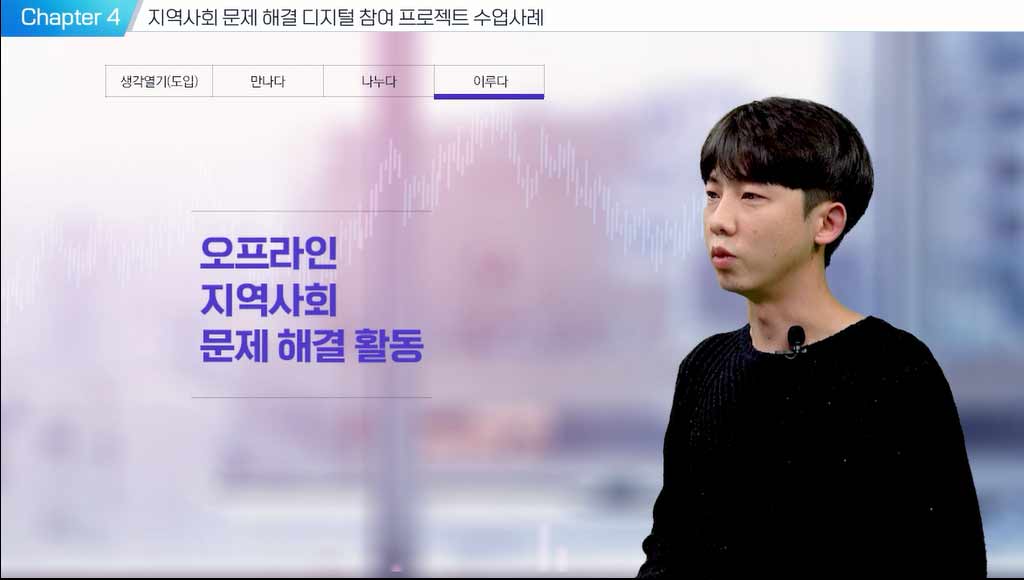 Chapter 4 지역사회 문제 해결 디지털 참여 프로젝트 수업사례
생각열기(도입) 만나다 나누다 이루다
오프라인
지역사회
문제 해결 활동